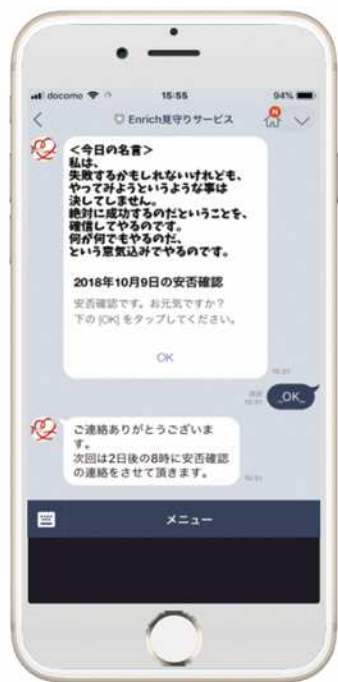 docomo
15:55
94%
Enrich見守りサービス
N
<今日の名言>
私は、
失敗するかもしれないけれども、
やってみようというような事は
決してしません。
絶対に成功するのだということを、
確信してやるのです。
何が何でもやるのだ、
という意気込みでやるのです。
2018年10月9日の安否確認
安否確認です。お元気ですか?
下の [OK] をタップしてください。
OK
_OK_
ご連絡ありがとうございま
す。
次回は2日後の8時に安否確認
の連絡をさせて頂きます。
メニュー